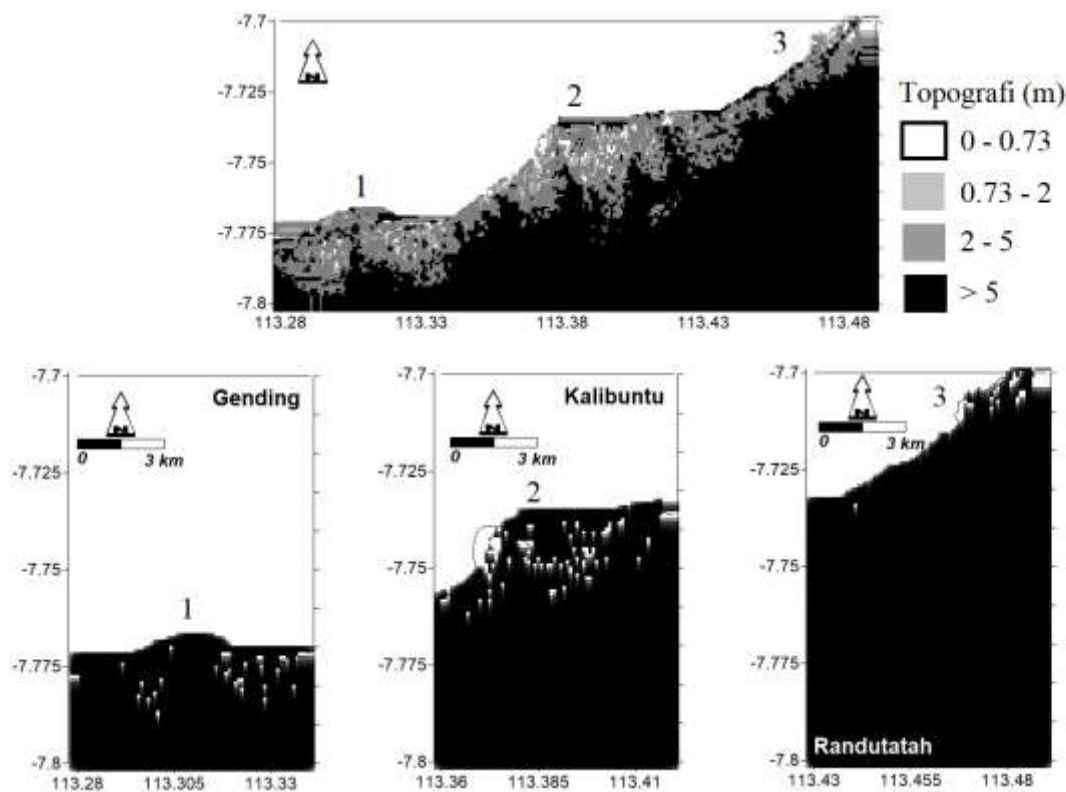 -7.7
-7.725
-7.75
-7.775
-7.8
N
1
2
3
113.28
113.33
113.38
113.43
113.48
Topografi (m)
0 - 0.73
0.73 - 2
2 - 5
> 5
-7.7
-7.725
-7.75
-7.775
-7.8
N
0 3 km
Gending
1
113.28
113.305
113.33
-7.7
-7.725
-7.75
-7.775
-7.8
N
0 3 km
Kalibuntu
2
113.36
113.385
113.41
-7.7
-7.725
-7.75
-7.775
-7.8
N
0 3 km
3
Randutatah
113.43
113.455
113.48